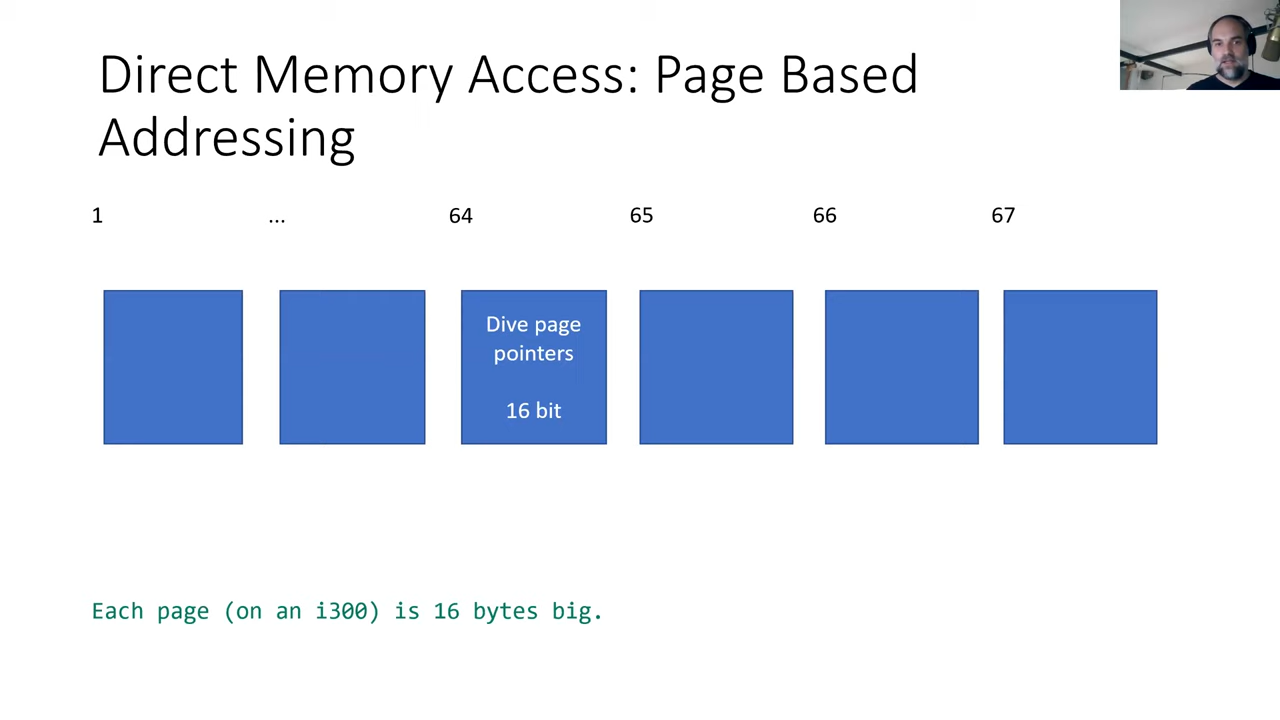 Direct Memory Access: Page Based
Addressing
1 ... 64 65 66 67
Dive page
pointers
16 bit
Each page (on an i300) is 16 bytes big.